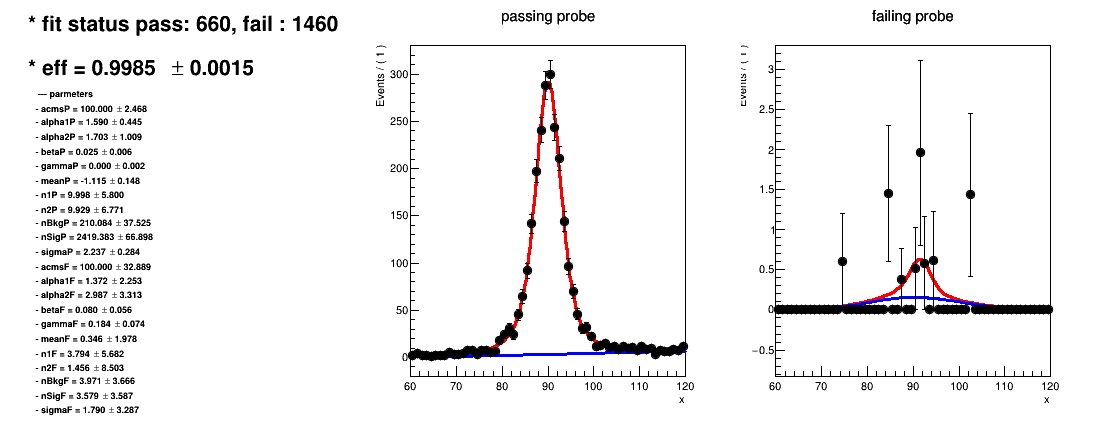 * fit status pass: 660, fail : 1460
* eff = 0.9985 ± 0.0015
--- parmeters
- acmsP = 100.000 ± 2.468
- alpha1P = 1.590 ± 0.445
- alpha2P = 1.703 ± 1.009
- betaP = 0.025 ± 0.006
- gammaP = 0.000 ± 0.002
- meanP = -1.115 ± 0.148
- n1P = 9.998 ± 5.800
- n2P = 9.929 ± 6.771
- nBkgP = 210.084 ± 37.525
- nSigP = 2419.383 ± 66.898
- sigmaP = 2.237 ± 0.284
- acmsF = 100.000 ± 32.889
- alpha1F = 1.372 ± 2.253
- alpha2F = 2.987 ± 3.313
- betaF = 0.080 ± 0.056
- gammaF = 0.184 ± 0.074
- meanF = 0.346 ± 1.978
- n1F = 3.794 ± 5.682
- n2F = 1.456 ± 8.503
- nBkgF = 3.971 ± 3.666
- nSigF = 3.579 ± 3.587
- sigmaF = 1.790 ± 3.287
passing probe
Events / ( 1 )
300
250
200
150
100
50
0
60 70 80 90 100 110 120
x
failing probe
Events / ( 1 )
3
2.5
2
1.5
1
0.5
0
−0.5
60 70 80 90 100 110 120
x